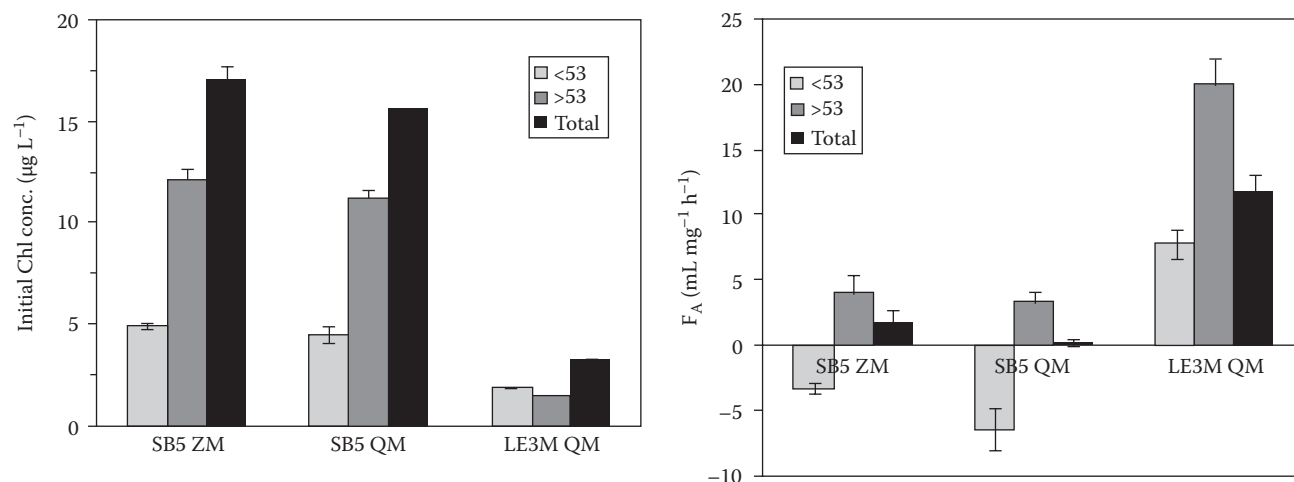 20
15
10
5
0
Initial Chl conc. (µg L⁻¹)
<53
>53
Total
SB5 ZM
SB5 QM
LE3M QM
25
20
15
10
5
0
−5
−10
F_A (mL mg⁻¹ h⁻¹)
<53
>53
Total
SB5 ZM
SB5 QM
LE3M QM